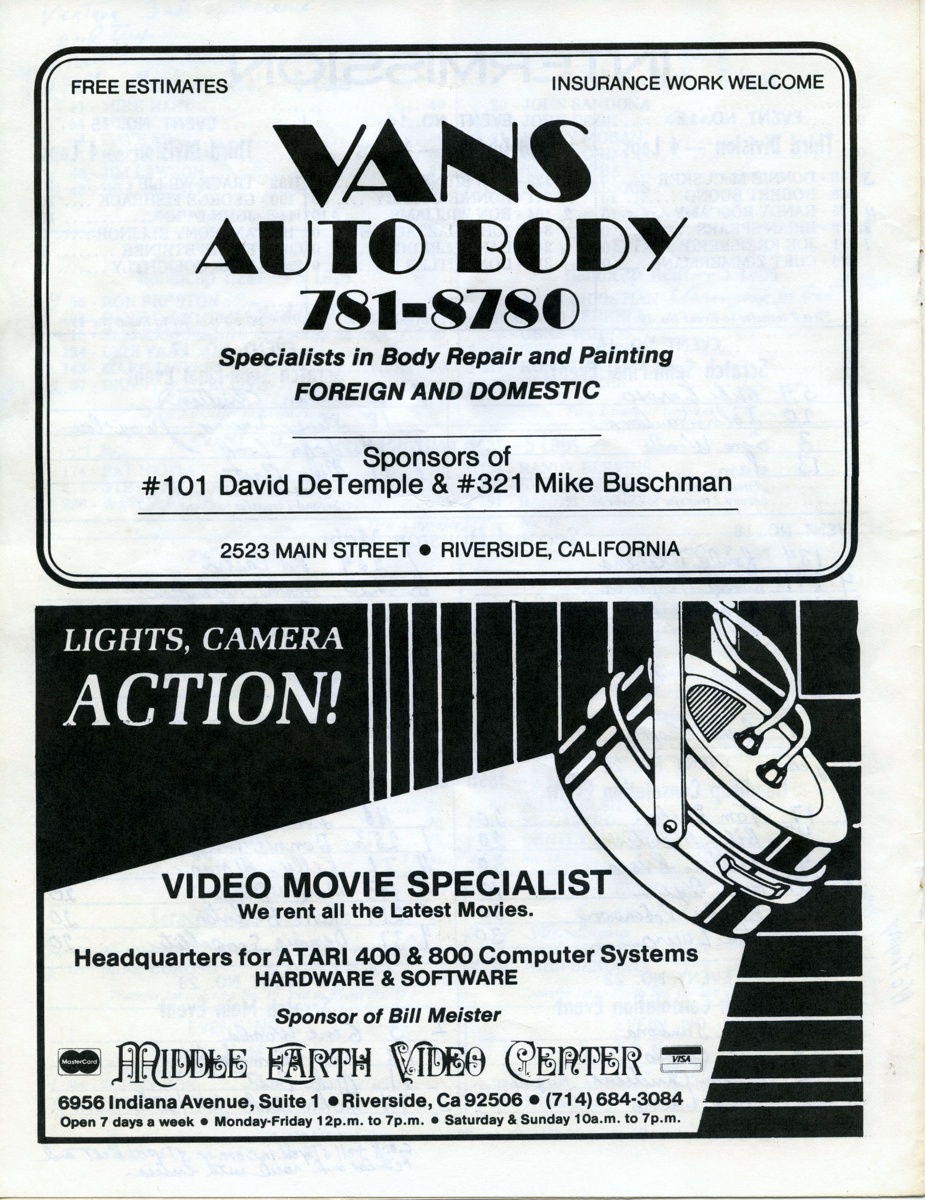 FREE ESTIMATES
INSURANCE WORK WELCOME
VANS
AUTO BODY
781-8780
Specialists in Body Repair and Painting
FOREIGN AND DOMESTIC
Sponsors of
#101 David DeTemple & #321 Mike Buschman
2523 MAIN STREET ● RIVERSIDE, CALIFORNIA
LIGHTS, CAMERA
ACTION!
VIDEO MOVIE SPECIALIST
We rent all the Latest Movies.
Headquarters for ATARI 400 & 800 Computer Systems
HARDWARE & SOFTWARE
Sponsor of Bill Meister
MasterCard
MIDDLE EARTH VIDEO CENTER
VISA
6956 Indiana Avenue, Suite 1 ● Riverside, Ca 92506 ● (714) 684-3084
Open 7 days a week ● Monday-Friday 12p.m. to 7p.m. ● Saturday & Sunday 10a.m. to 7p.m.